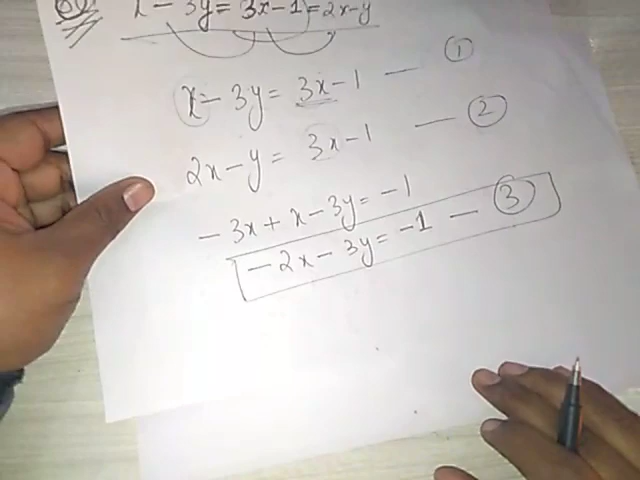 x - 3y = 3x - 1 = 2x - y
x - 3y = 3x - 1 — 1
2x - y = 3x - 1 — 2
- 3x + x - 3y = -1
- 2x - 3y = -1 — 3